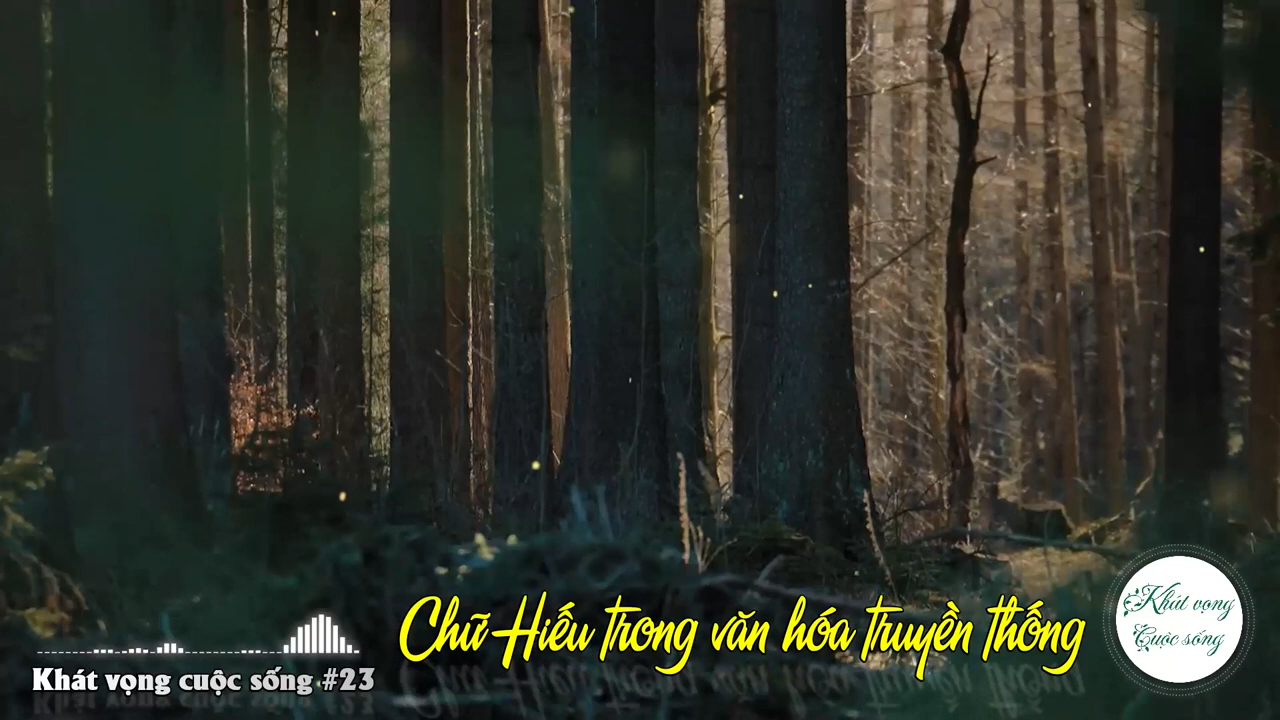 Chữ Hiếu trong văn hóa truyền thống
Khát vọng cuộc sống #23
Khát vọng
Cuộc sống